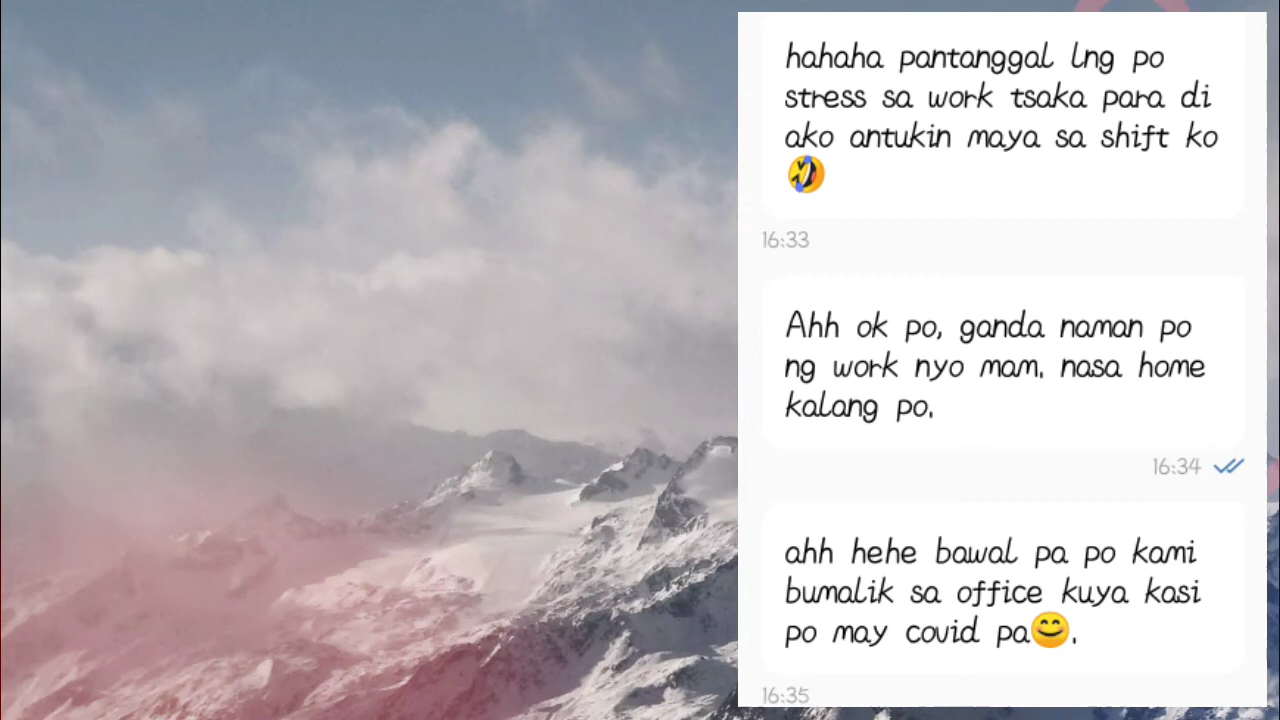 hahaha pantanggal lng po
stress sa work tsaka para di
ako antukin maya sa shift ko
🤣
16:33
Ahh ok po, ganda naman po
ng work nyo mam. nasa home
kalang po.
16:34
ahh hehe bawal pa po kami
bumalik sa office kuya kasi
po may covid pa😊.
16:35